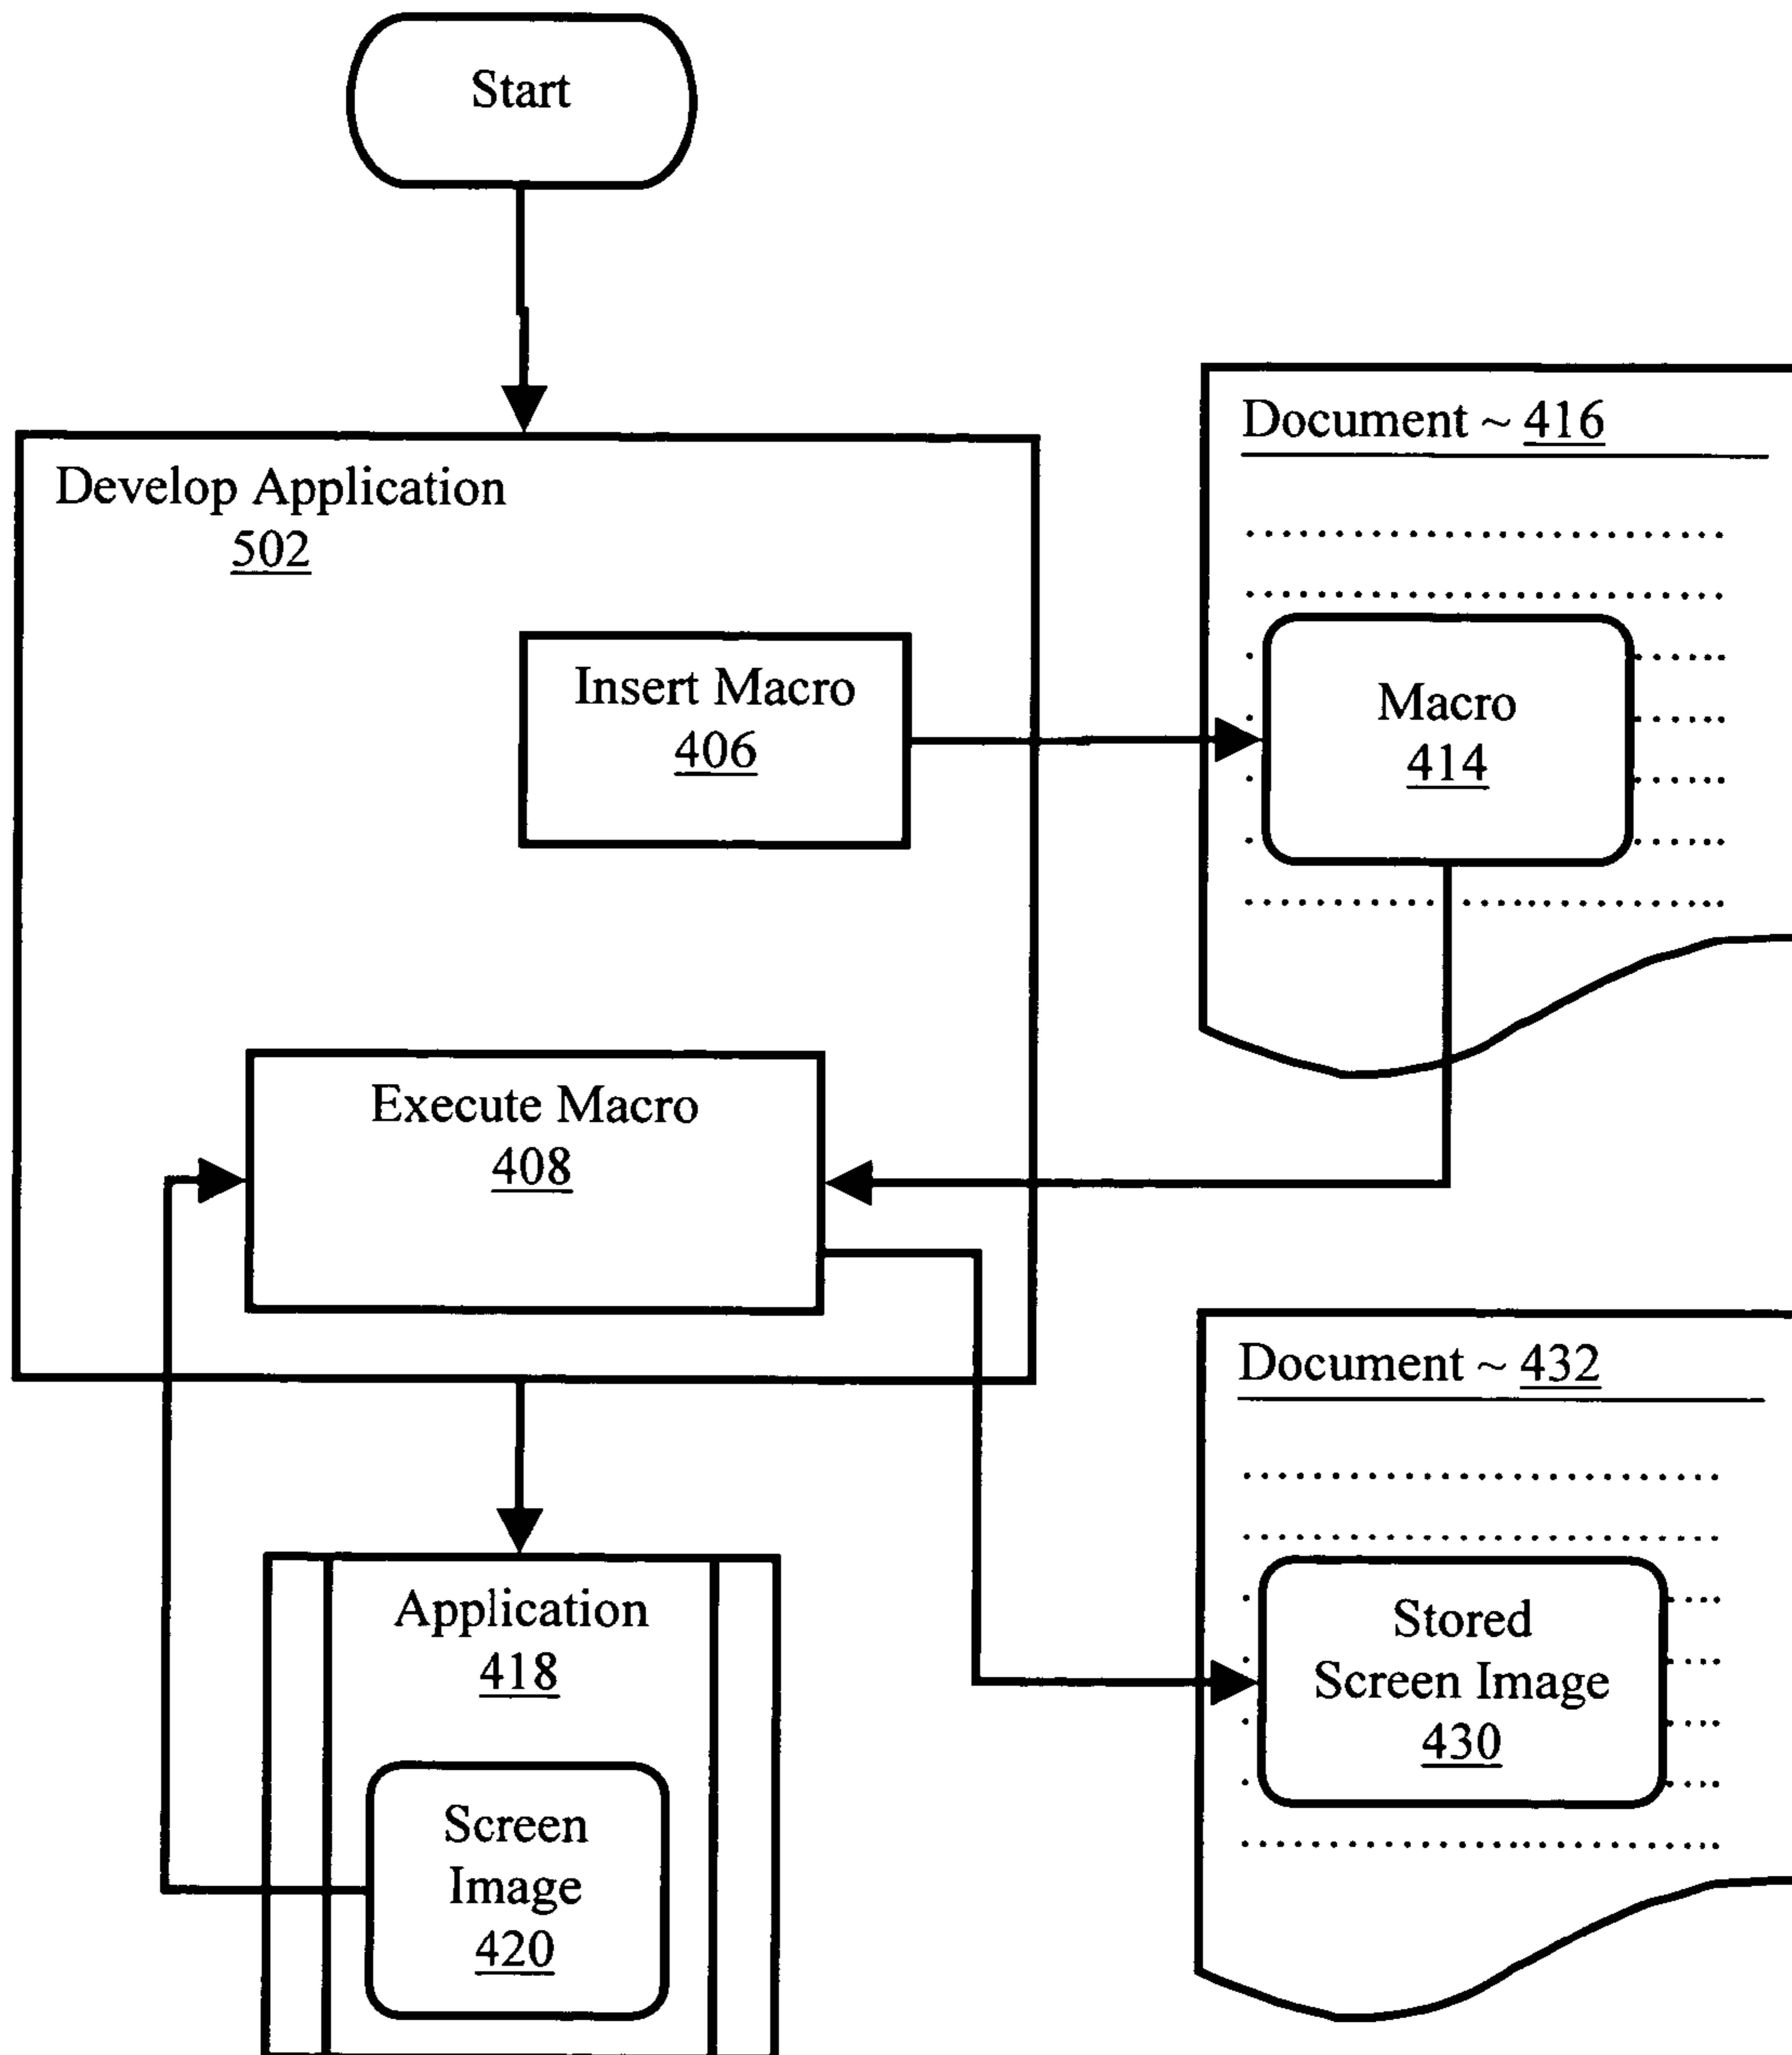 Start
Develop Application
502
Insert Macro
406
Document ~ 416
Macro
414
Execute Macro
408
Document ~ 432
Stored
Screen Image
430
Application
418
Screen
Image
420